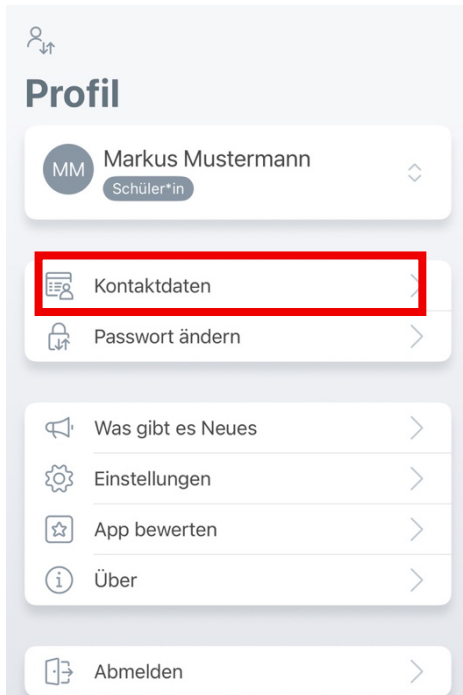 Profil
MM
Markus Mustermann
Schüler*in
Kontaktdaten
Passwort ändern
Was gibt es Neues
Einstellungen
App bewerten
Über
Abmelden